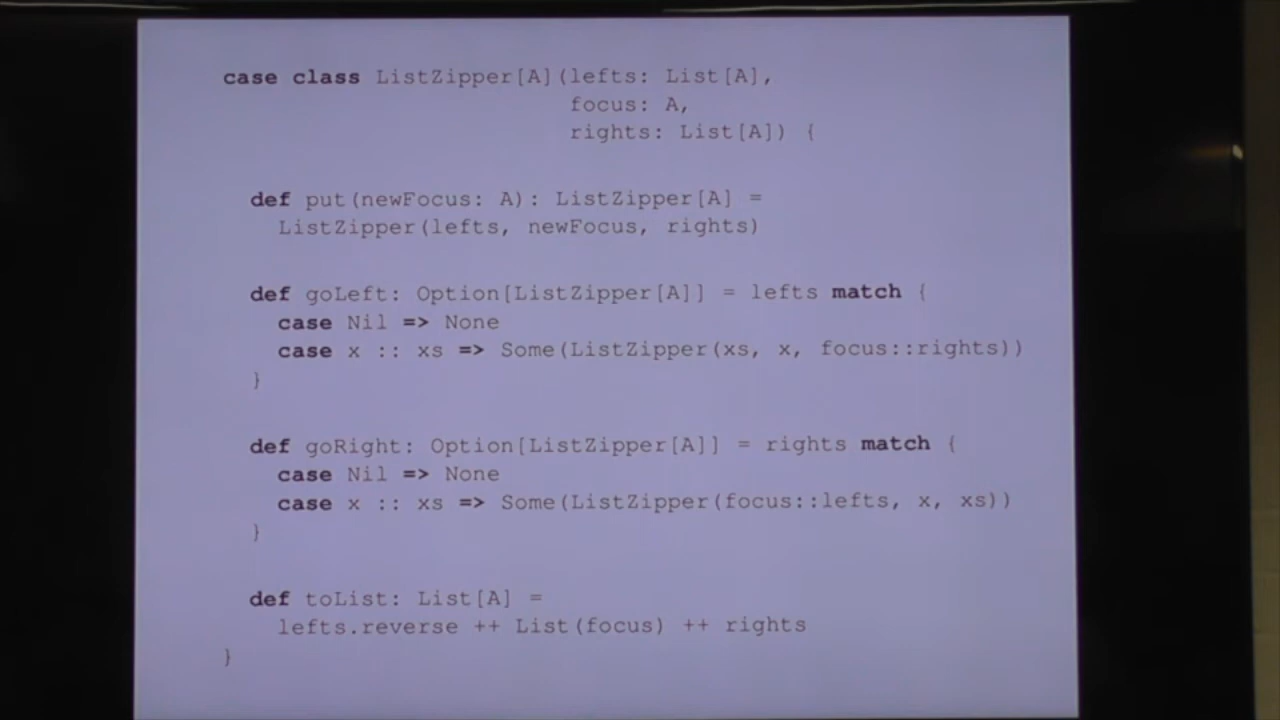 case class ListZipper[A](lefts: List[A],
focus: A,
rights: List[A]) {
def put(newFocus: A): ListZipper[A] =
ListZipper(lefts, newFocus, rights)
def goLeft: Option[ListZipper[A]] = lefts match {
case Nil => None
case x :: xs => Some(ListZipper(xs, x, focus::rights))
}
def goRight: Option[ListZipper[A]] = rights match {
case Nil => None
case x :: xs => Some(ListZipper(focus::lefts, x, xs))
}
def toList: List[A] =
lefts.reverse ++ List(focus) ++ rights
}